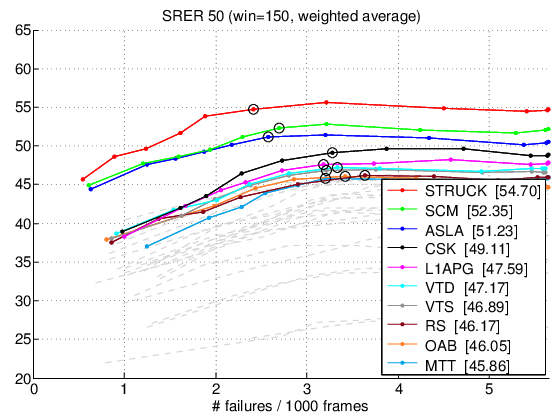 SRER 50 (win=150, weighted average)
65
60
55
50
45
40
35
30
25
20
0
1
2
3
4
5
# failures / 1000 frames
STRUCK [54.70]
SCM [52.35]
ASLA [51.23]
CSK [49.11]
L1APG [47.59]
VTD [47.17]
VTS [46.89]
RS [46.17]
OAB [46.05]
MTT [45.86]